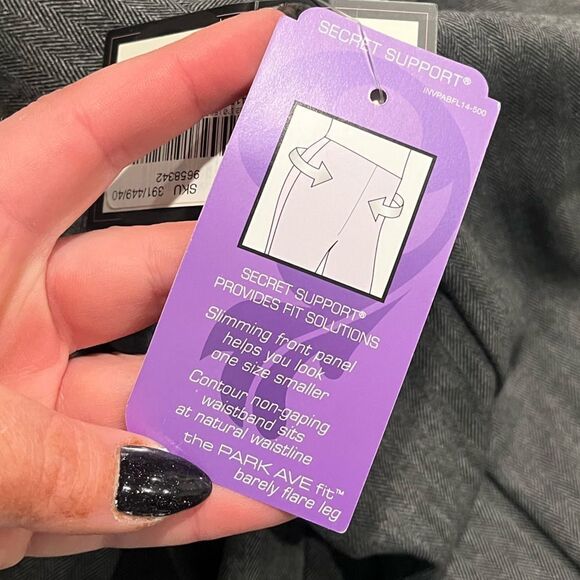 SECRET SUPPORT®
INVPABFL14-500
SECRET SUPPORT®
PROVIDES FIT SOLUTIONS
Slimming front panel
helps you look
one size smaller
Contour non-gaping
waistband sits
at natural waistline
the PARK AVE fit™
barely flare leg
SKU 391/449/40
9658342